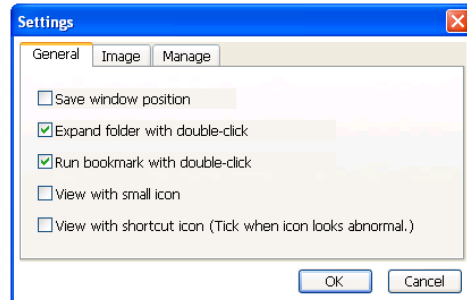 Settings
General Image Manage
Save window position
Expand folder with double-click
Run bookmark with double-click
View with small icon
View with shortcut icon (Tick when icon looks abnormal.)
OK Cancel